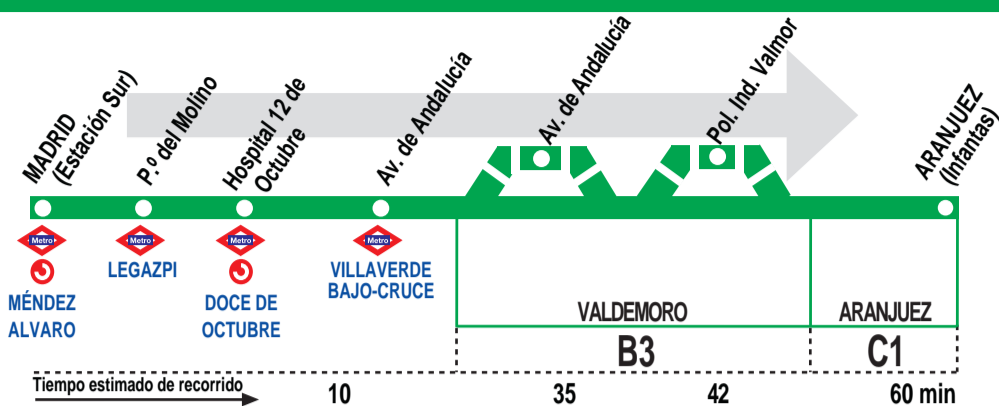 MADRID
(Estación Sur)
P.º del Molino
Hospital 12 de
Octubre
Av. de Andalucía
Av. de Andalucía
Pol. Ind. Valmor
ARANJUEZ
(Infantas)
Metro
Metro
Metro
Metro
MÉNDEZ
ALVARO
LEGAZPI
DOCE DE
OCTUBRE
VILLAVERDE
BAJO-CRUCE
VALDEMORO
ARANJUEZ
B3
C1
Tiempo estimado de recorrido
10
35
42
60 min